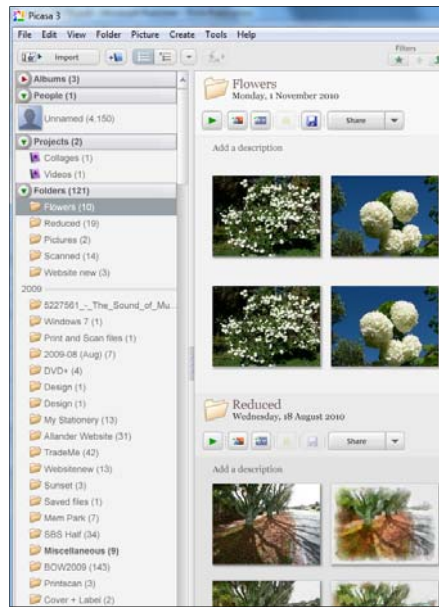 Picasa 3
File Edit View Folder Picture Create Tools Help
Import
Filters
Albums (3)
People (1)
Unnamed (4,150)
Projects (2)
Collages (1)
Videos (1)
Folders (121)
Flowers (10)
Reduced (19)
Pictures (2)
Scanned (14)
Website new (3)
2009
5227561_-_The_Sound_of_Mu...
Windows 7 (1)
Print and Scan files (1)
2009-08 (Aug) (7)
DVD+ (4)
Design (1)
Design (1)
My Stationery (13)
Allander Website (31)
TradeMe (42)
Websitenew (13)
Sunset (3)
Saved files (1)
Mem Park (7)
SBS Half (34)
Miscellaneous (9)
BOW2009 (143)
Printscan (3)
Cover + Label (2)
Flowers
Monday, 1 November 2010
Share
Add a description
Reduced
Wednesday, 18 August 2010
Share
Add a description